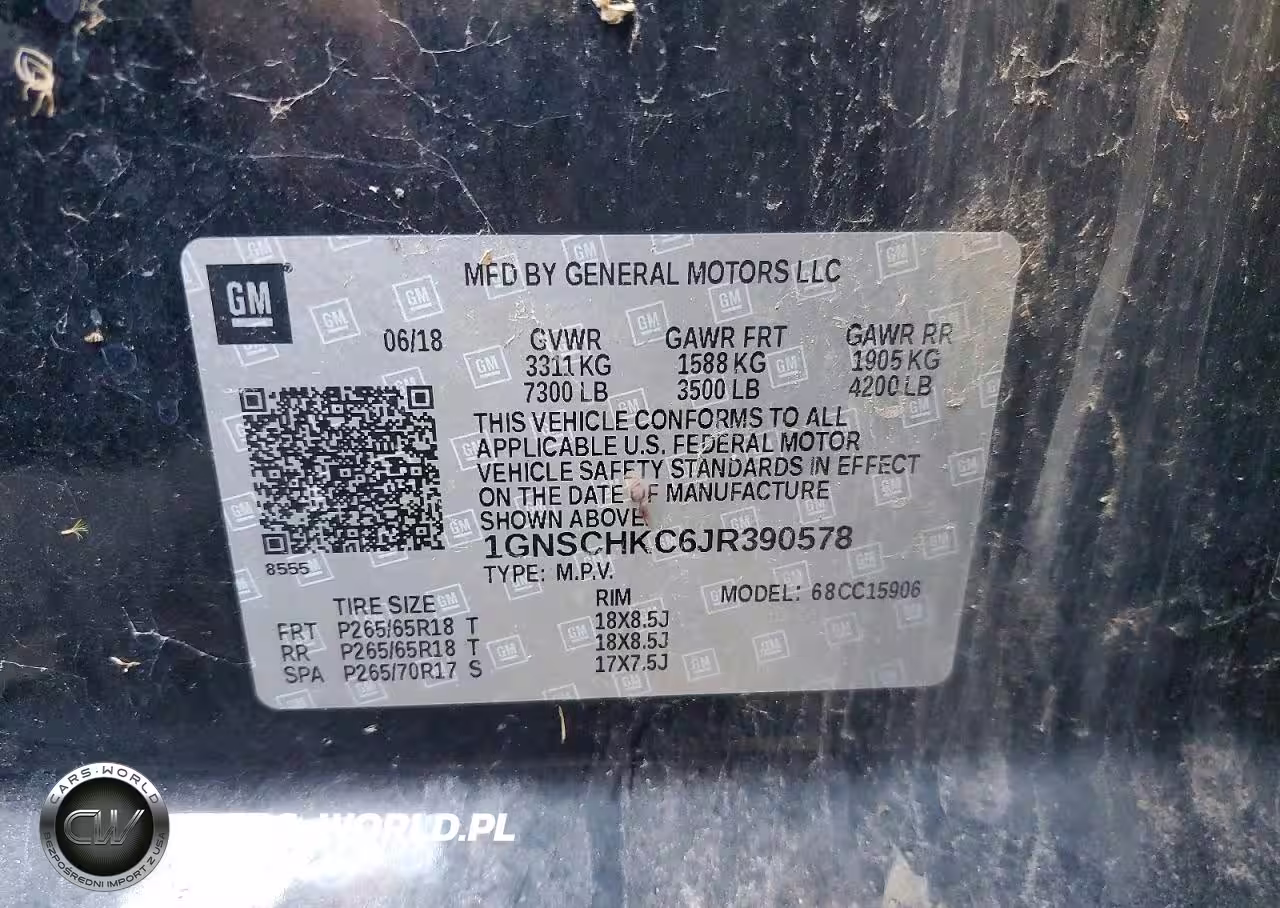 GM
MFD BY GENERAL MOTORS LLC
06/18 GVWR GAWR FRT GAWR RR
3311 KG 1588 KG 1905 KG
7300 LB 3500 LB 4200 LB
THIS VEHICLE CONFORMS TO ALL
APPLICABLE U.S. FEDERAL MOTOR
VEHICLE SAFETY STANDARDS IN EFFECT
ON THE DATE OF MANUFACTURE
SHOWN ABOVE.
1GNSCHKC6JR390578
8555
TYPE: M.P.V.
MODEL: 68CC15906
TIRE SIZE RIM
FRT P265/65R18 T 18X8.5J
RR P265/65R18 T 18X8.5J
SPA P265/70R17 S 17X7.5J
CARS-WORLD
CW
BEZPOŚREDNI IMPORT Z USA
WORLD.PL